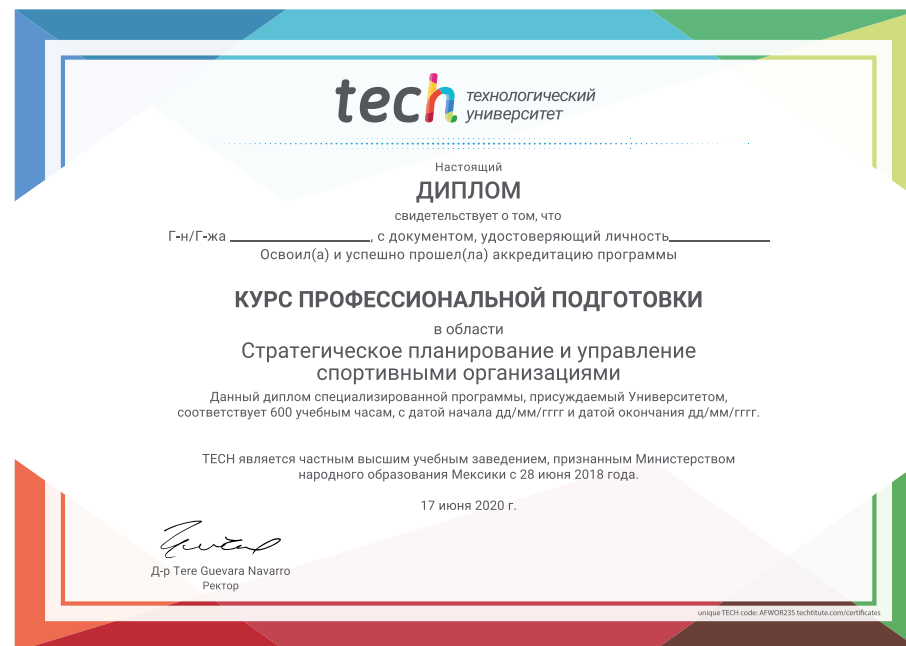 tech технологический
университет
Настоящий
ДИПЛОМ
свидетельствует о том, что
Г-н/Г-жа ____________________, с документом, удостоверяющий личность______________
Освоил(а) и успешно прошел(ла) аккредитацию программы
КУРС ПРОФЕССИОНАЛЬНОЙ ПОДГОТОВКИ
в области
Стратегическое планирование и управление
спортивными организациями
Данный диплом специализированной программы, присуждаемый Университетом,
соответствует 600 учебным часам, с датой начала дд/мм/гггг и датой окончания дд/мм/гггг.
TECH является частным высшим учебным заведением, признанным Министерством
народного образования Мексики с 28 июня 2018 года.
17 июня 2020 г.
Д-р Tere Guevara Navarro
Ректор
unique TECH code: AFWOR23S techtitute.com/certificates